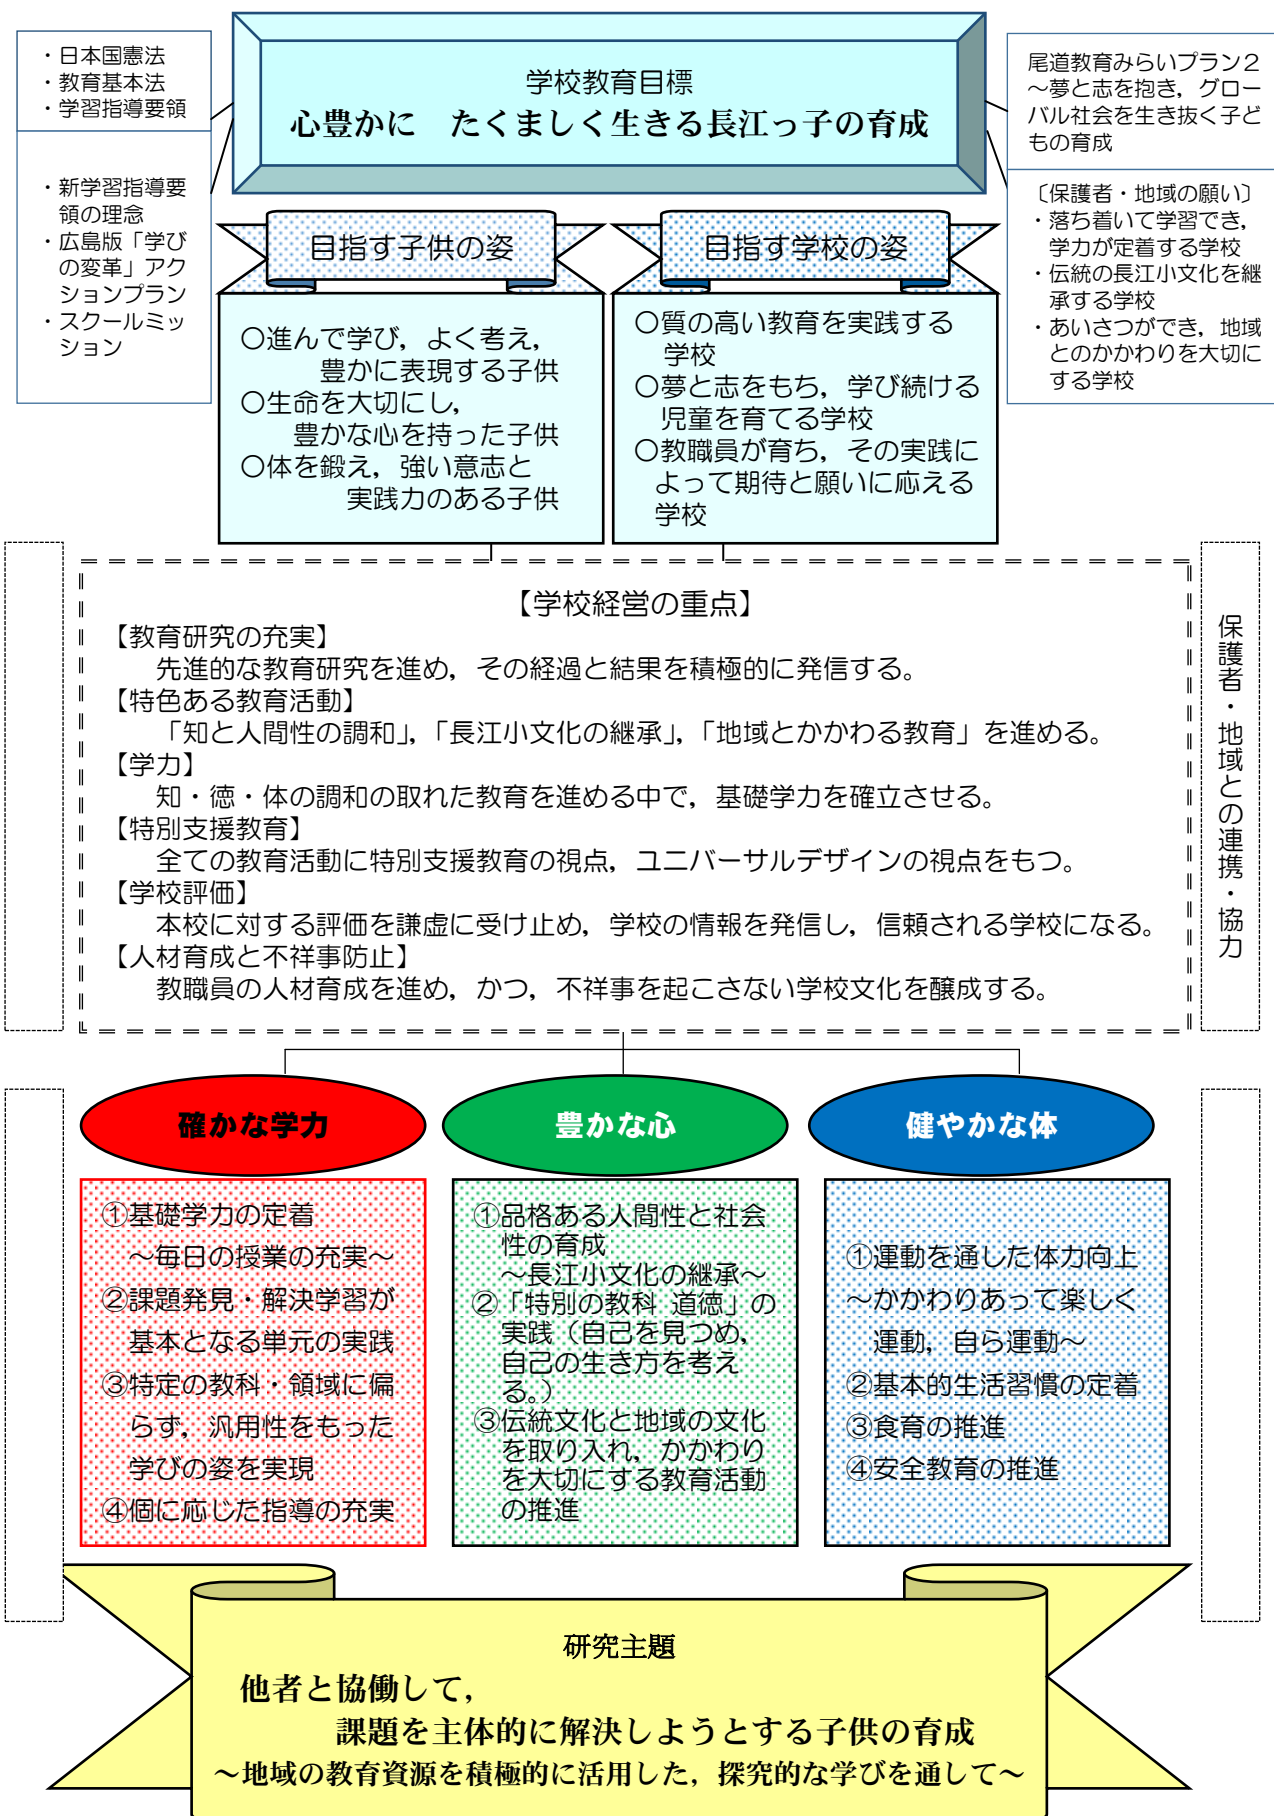 ・日本国憲法
・教育基本法
・学習指導要領
・新学習指導要
領の理念
・広島版「学び
の変革」アク
ションプラン
・スクールミッ
ション
学校教育目標
心豊かに　たくましく生きる長江っ子の育成
尾道教育みらいプラン２
～夢と志を抱き，グロー
バル社会を生き抜く子ど
もの育成
〔保護者・地域の願い〕
・落ち着いて学習でき，
学力が定着する学校
・伝統の長江小文化を継
承する学校
・あいさつができ，地域
とのかかわりを大切に
する学校
目指す子供の姿
〇進んで学び，よく考え，
豊かに表現する子供
〇生命を大切にし，
豊かな心を持った子供
〇体を鍛え，強い意志と
実践力のある子供
目指す学校の姿
〇質の高い教育を実践する
学校
〇夢と志をもち，学び続ける
児童を育てる学校
〇教職員が育ち，その実践に
よって期待と願いに応える
学校
【学校経営の重点】
【教育研究の充実】
先進的な教育研究を進め，その経過と結果を積極的に発信する。
【特色ある教育活動】
「知と人間性の調和」，「長江小文化の継承」，「地域とかかわる教育」を進める。
【学力】
知・徳・体の調和の取れた教育を進める中で，基礎学力を確立させる。
【特別支援教育】
全ての教育活動に特別支援教育の視点，ユニバーサルデザインの視点をもつ。
【学校評価】
本校に対する評価を謙虚に受け止め，学校の情報を発信し，信頼される学校になる。
【人材育成と不祥事防止】
教職員の人材育成を進め，かつ，不祥事を起こさない学校文化を醸成する。
保護者・地域との連携・協力
確かな学力
①基礎学力の定着
～毎日の授業の充実～
②課題発見・解決学習が
基本となる単元の実践
③特定の教科・領域に偏
らず，汎用性をもった
学びの姿を実現
④個に応じた指導の充実
豊かな心
①品格ある人間性と社会
性の育成
～長江小文化の継承～
②「特別の教科 道徳」の
実践（自己を見つめ，
自己の生き方を考え
る。）
③伝統文化と地域の文化
を取り入れ，かかわり
を大切にする教育活動
の推進
健やかな体
①運動を通した体力向上
～かかわりあって楽しく
運動，自ら運動～
②基本的生活習慣の定着
③食育の推進
④安全教育の推進
研究主題
他者と協働して，
課題を主体的に解決しようとする子供の育成
～地域の教育資源を積極的に活用した，探究的な学びを通して～